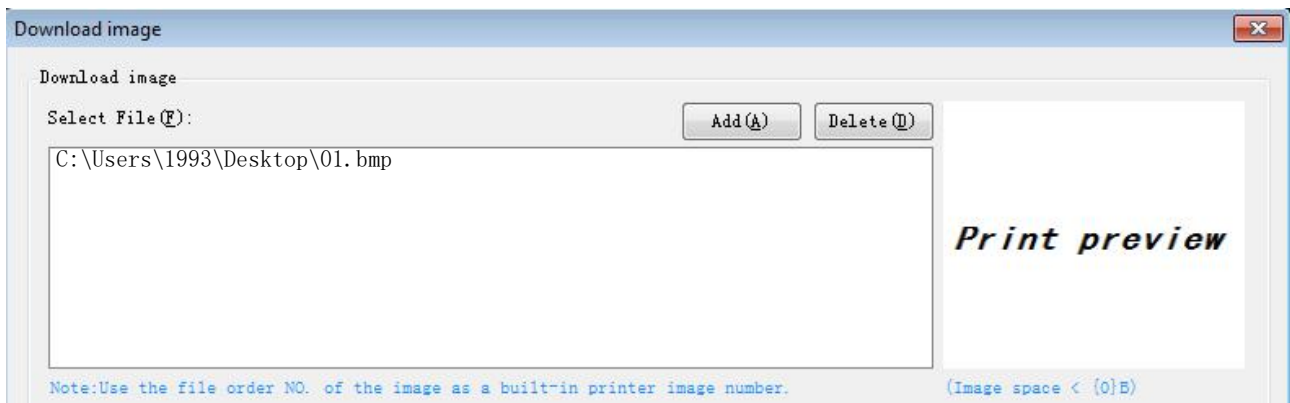 Download image
Download image
Select File(F):
Add(A)
Delete(D)
C:\Users\1993\Desktop\01.bmp
Print preview
Note:Use the file order NO. of the image as a built-in printer image number.
(Image space < {0}B)